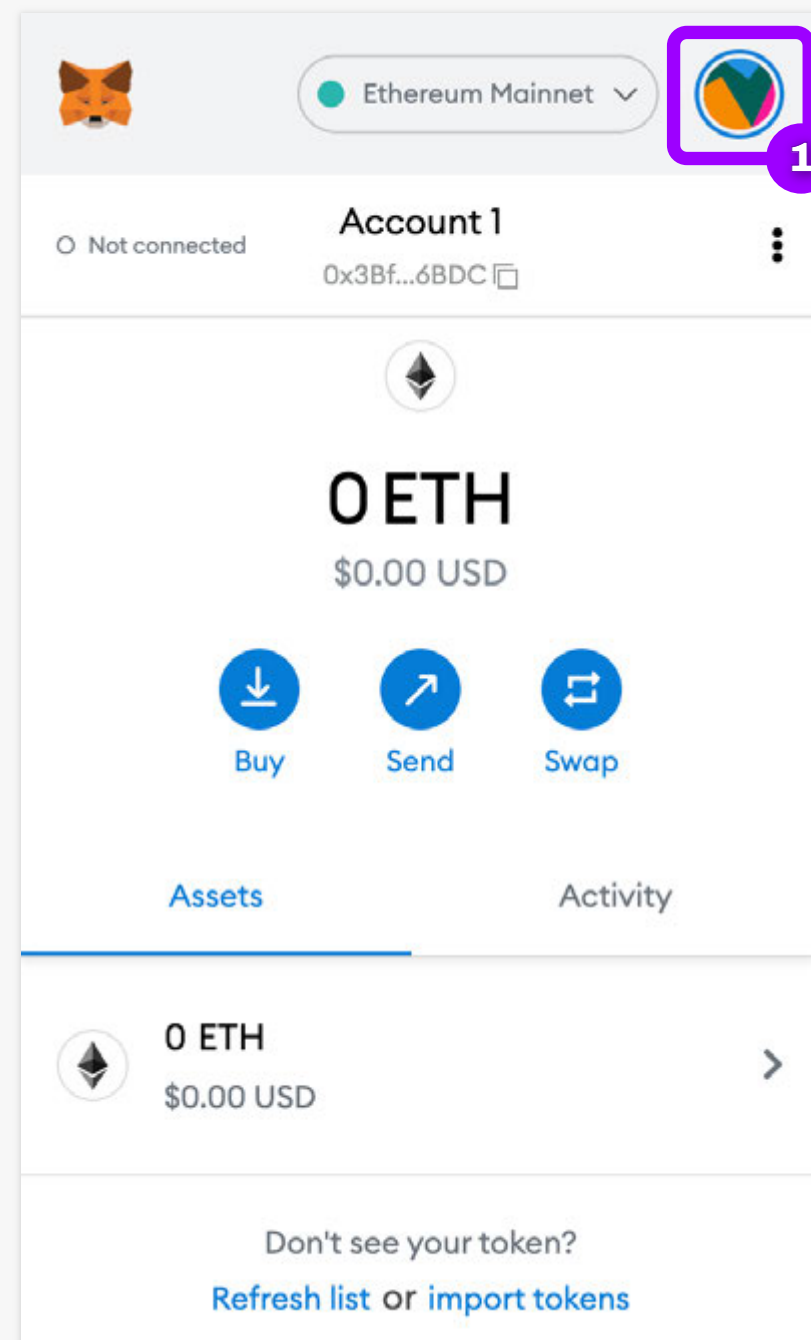 Ethereum Mainnet
1
Account 1
Not connected
0x3Bf...6BDC
0 ETH
$0.00 USD
Buy Send Swap
Assets Activity
0 ETH
$0.00 USD
Don't see your token?
Refresh list or import tokens